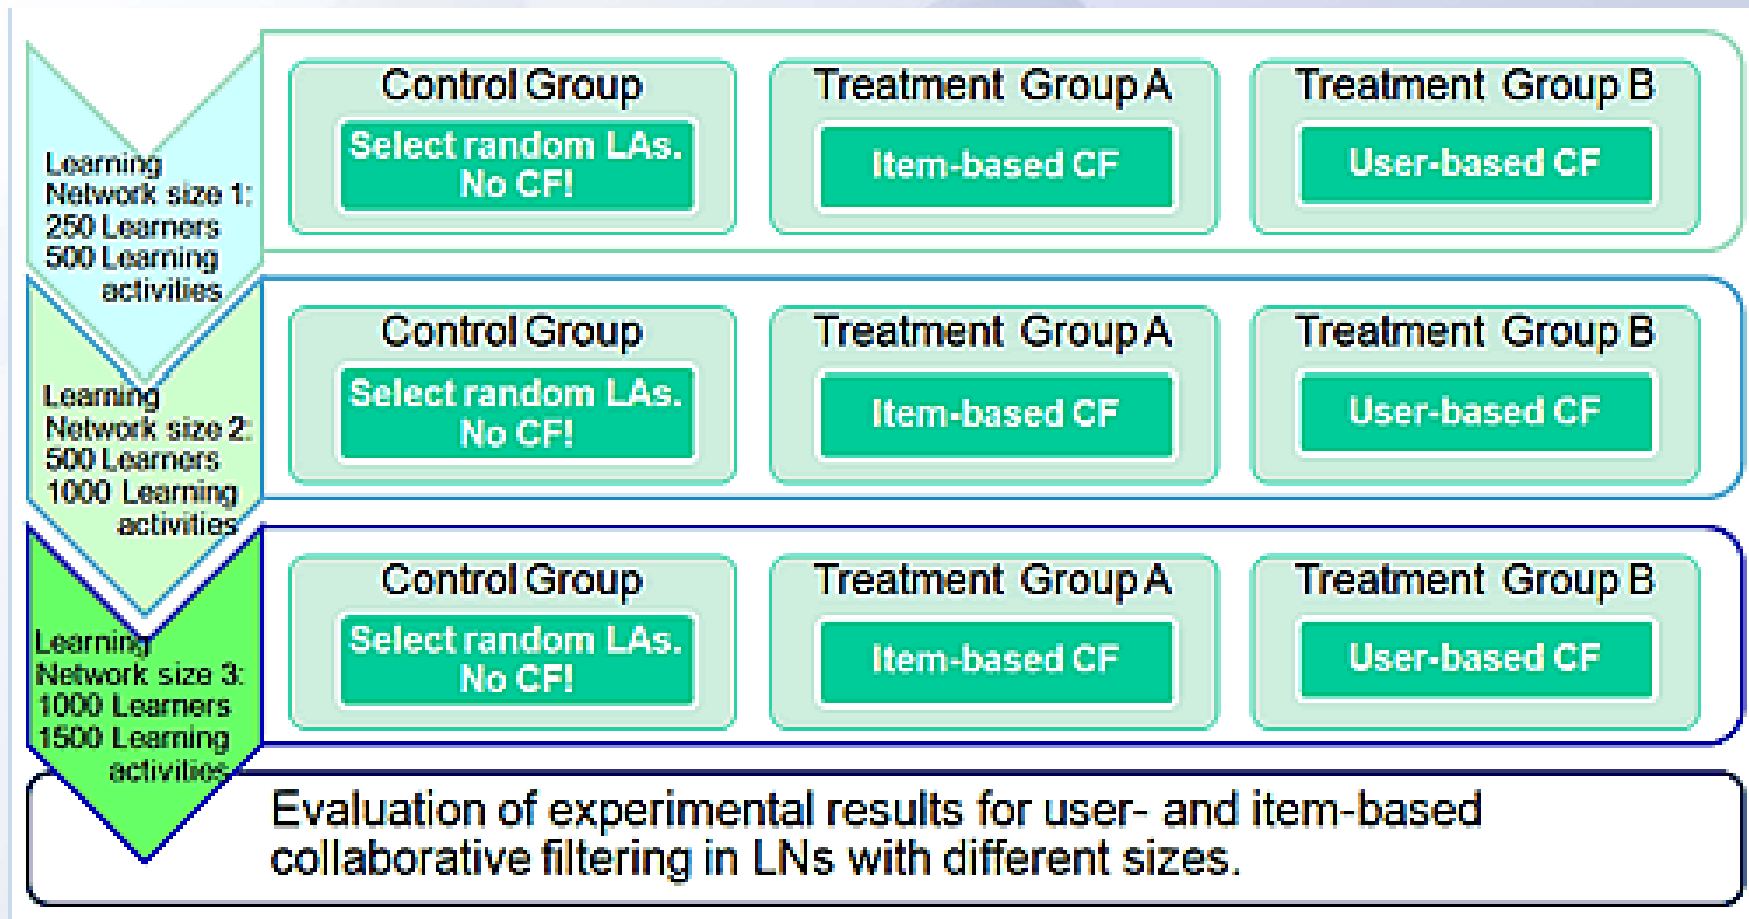 Learning
Network size 1:
250 Learners
500 Learning
activities
Control Group
Select random LAs.
No CF!
Treatment Group A
Item-based CF
Treatment Group B
User-based CF
Learning
Network size 2:
500 Learners
1000 Learning
activities
Control Group
Select random LAs.
No CF!
Treatment Group A
Item-based CF
Treatment Group B
User-based CF
Learning
Network size 3:
1000 Learners
1500 Learning
activities
Control Group
Select random LAs.
No CF!
Treatment Group A
Item-based CF
Treatment Group B
User-based CF
Evaluation of experimental results for user- and item-based
collaborative filtering in LNs with different sizes.